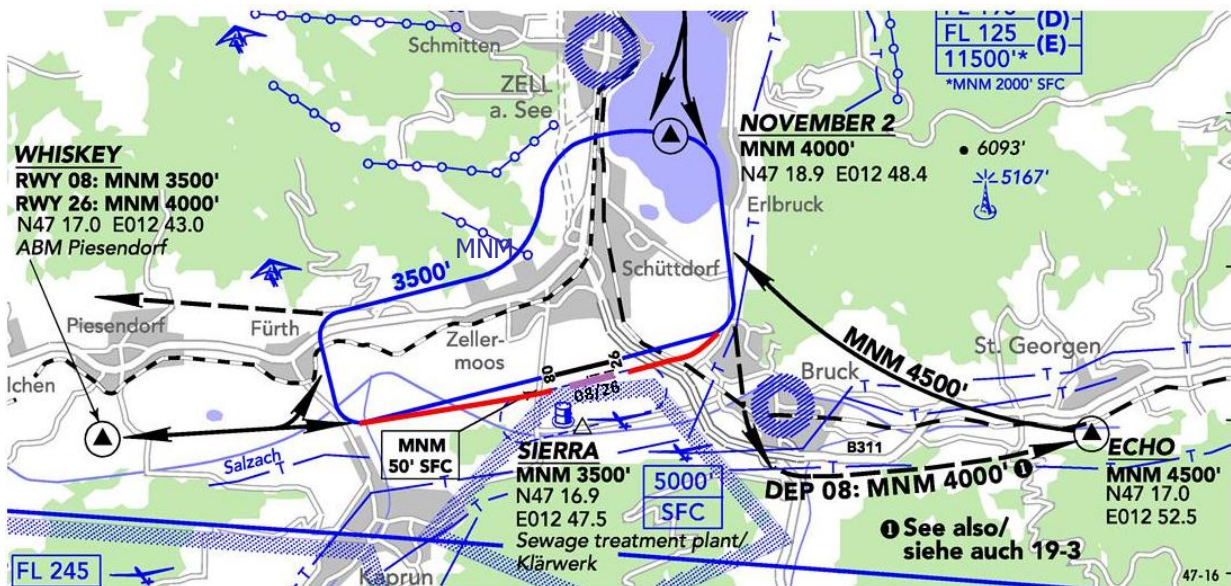 Schmitten
ZELL
a. See
FL 125
(D)
11500'*
(E)
*MNM 2000' SFC
WHISKEY
RWY 08: MNM 3500'
RWY 26: MNM 4000'
N47 17.0 E012 43.0
ABM Piesendorf
NOVEMBER 2
MNM 4000'
N47 18.9 E012 48.4
6093'
5167'
Erlbruck
MNM
3500'
Schüttdorf
Piesendorf
Fürth
Zeller-
moos
MNM 4500'
St. Georgen
Bruck
08
26
08/26
MNM
50' SFC
Salzach
SIERRA
MNM 3500'
N47 16.9
E012 47.5
Sewage treatment plant/
Klärwerk
5000'
SFC
B311
DEP 08: MNM 4000' ❶
ECHO
MNM 4500'
N47 17.0
E012 52.5
❶ See also/
siehe auch 19-3
FL 245
Kaprun
47-16
T